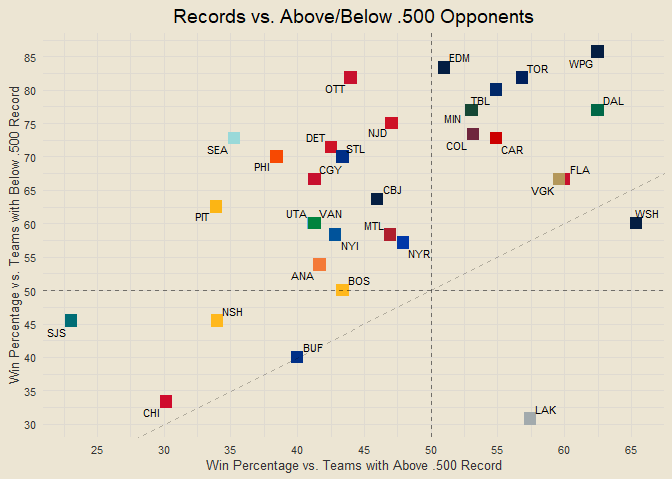 Records vs. Above/Below .500 Opponents
Win Percentage vs. Teams with Below .500 Record
85
80
75
70
65
60
55
50
45
40
35
30
EDM
WPG
TOR
OTT
TBL
DAL
MIN
NJD
COL
CAR
SEA
DET
STL
PHI
CGY
FLA
VGK
CBJ
PIT
UTA
VAN
WSH
MTL
NYI
NYR
ANA
BOS
SJS
NSH
BUF
CHI
LAK
25
30
35
40
45
50
55
60
65
Win Percentage vs. Teams with Above .500 Record